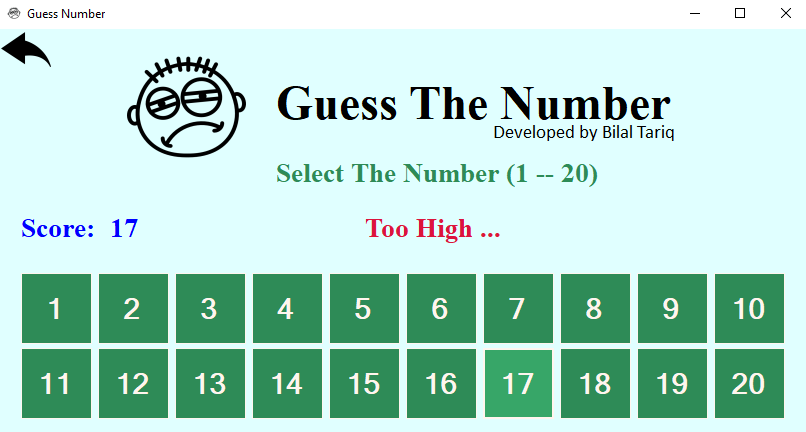 Guess Number
Guess The Number
Developed by Bilal Tariq
Select The Number (1 -- 20)
Score: 17 Too High ...
1 2 3 4 5 6 7 8 9 10
11 12 13 14 15 16 17 18 19 20